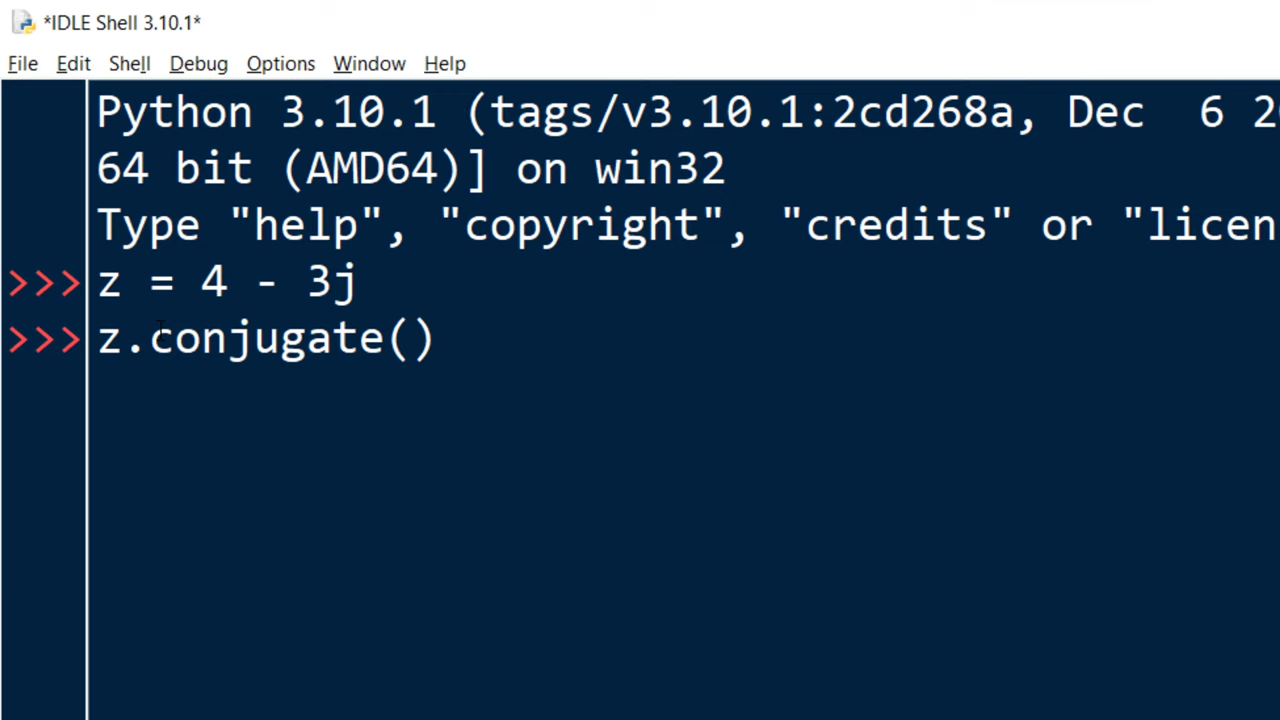 *IDLE Shell 3.10.1*
File Edit Shell Debug Options Window Help
Python 3.10.1 (tags/v3.10.1:2cd268a, Dec  6
64 bit (AMD64)] on win32
Type "help", "copyright", "credits" or "licen
>>> z = 4 - 3j
>>> z.conjugate()